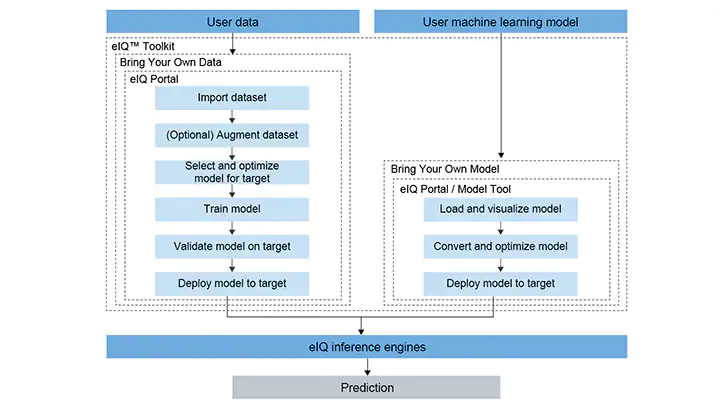 User data
User machine learning model
eIQ™ Toolkit
Bring Your Own Data
eIQ Portal
Import dataset
(Optional) Augment dataset
Select and optimize
model for target
Train model
Validate model on target
Deploy model to target
Bring Your Own Model
eIQ Portal / Model Tool
Load and visualize model
Convert and optimize model
Deploy model to target
eIQ inference engines
Prediction